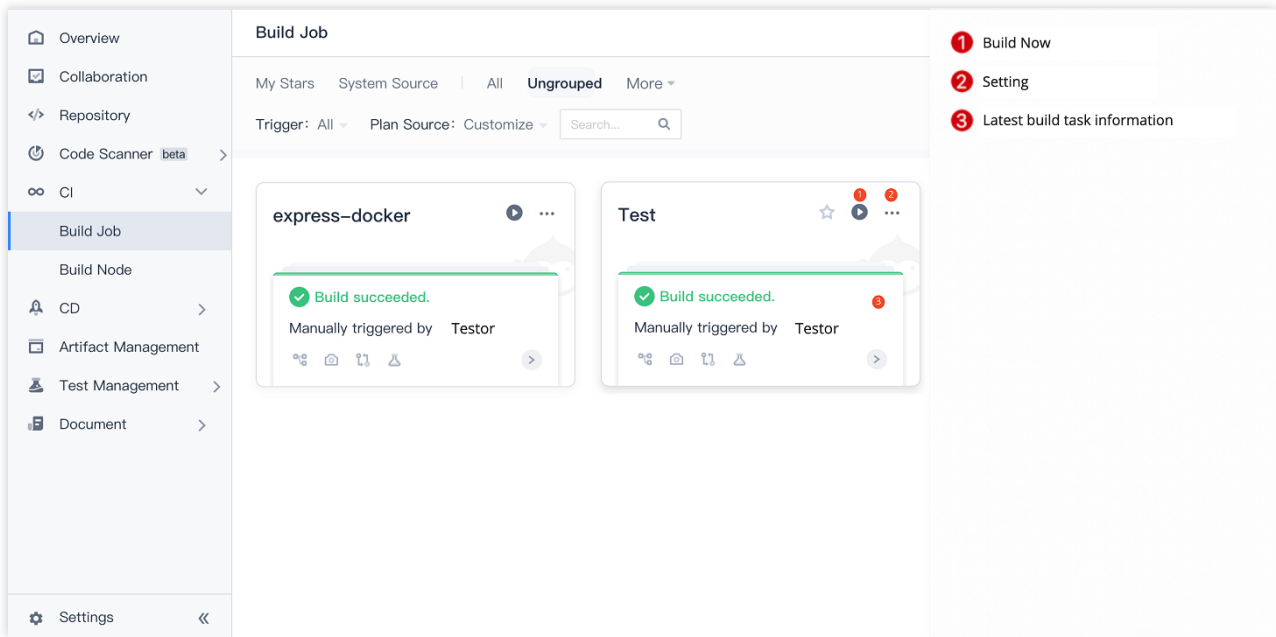 Overview
Collaboration
Repository
Code Scanner beta
CI
Build Job
Build Node
CD
Artifact Management
Test Management
Document
Settings
Build Job
My Stars System Source All Ungrouped More
Trigger: All Plan Source: Customize Search...
express-docker
Build succeeded.
Manually triggered by Testor
Test
1 2
Build succeeded.
3
Manually triggered by Testor
1 Build Now
2 Setting
3 Latest build task information